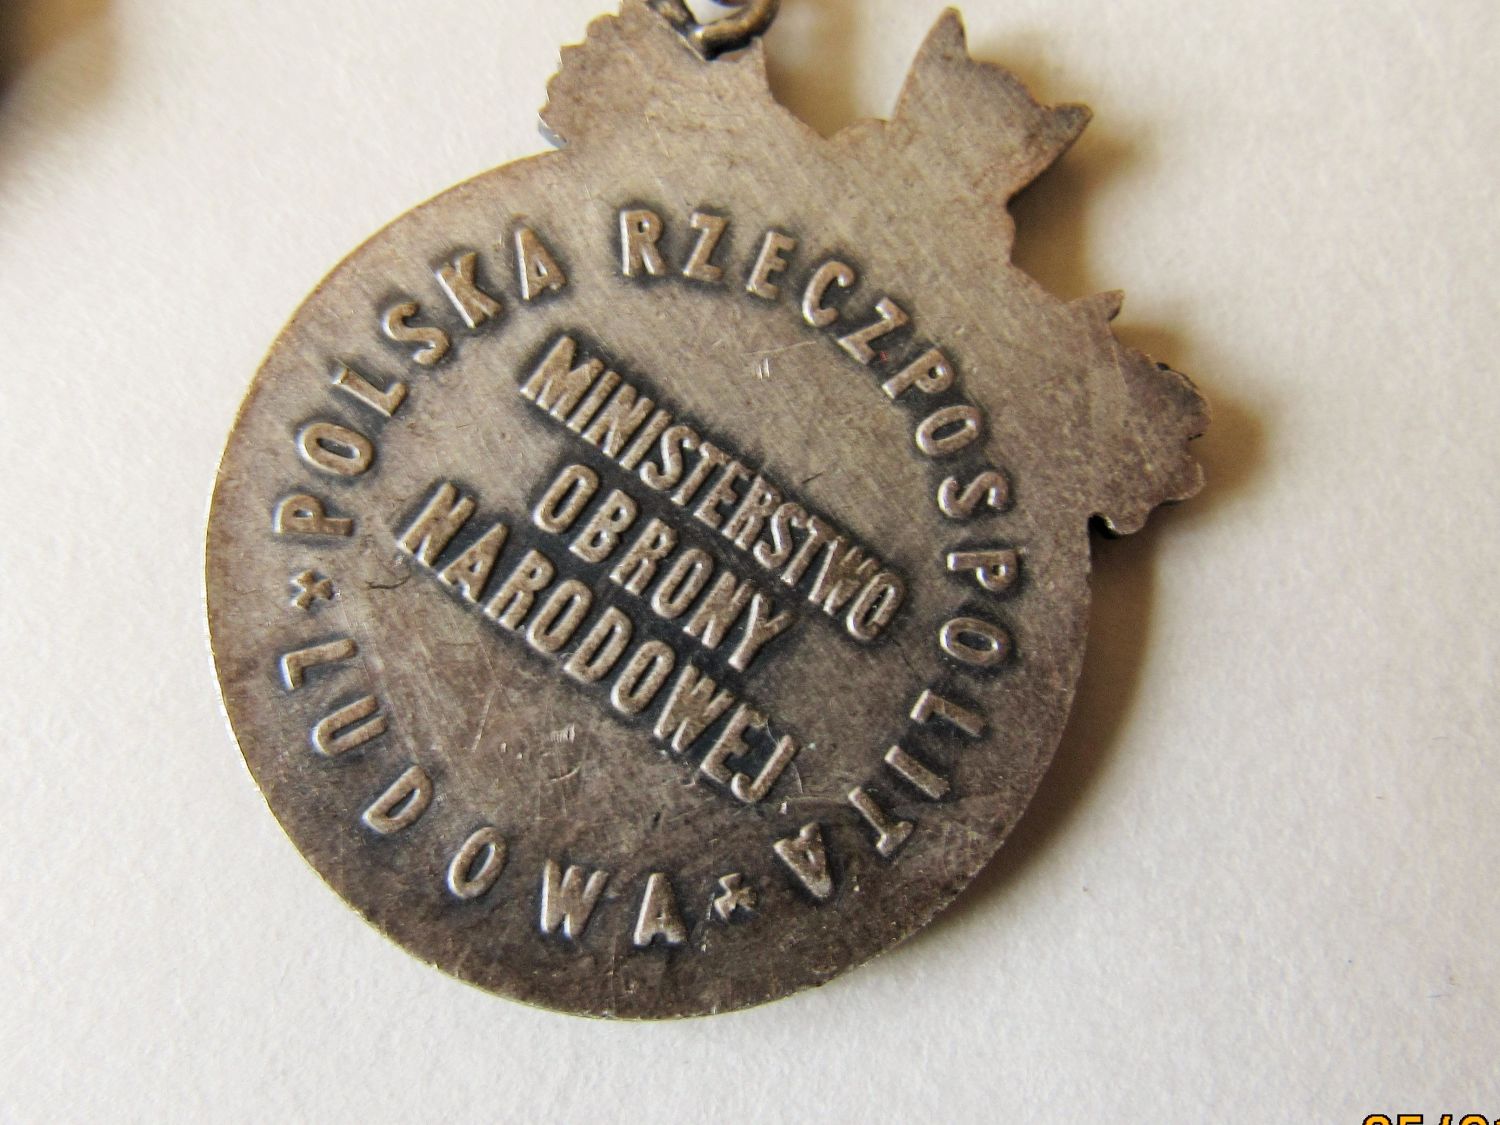 POLSKA RZECZPOSPOLITA
LUDOWA
MINISTERSTWO
OBRONY
NARODOWEJ